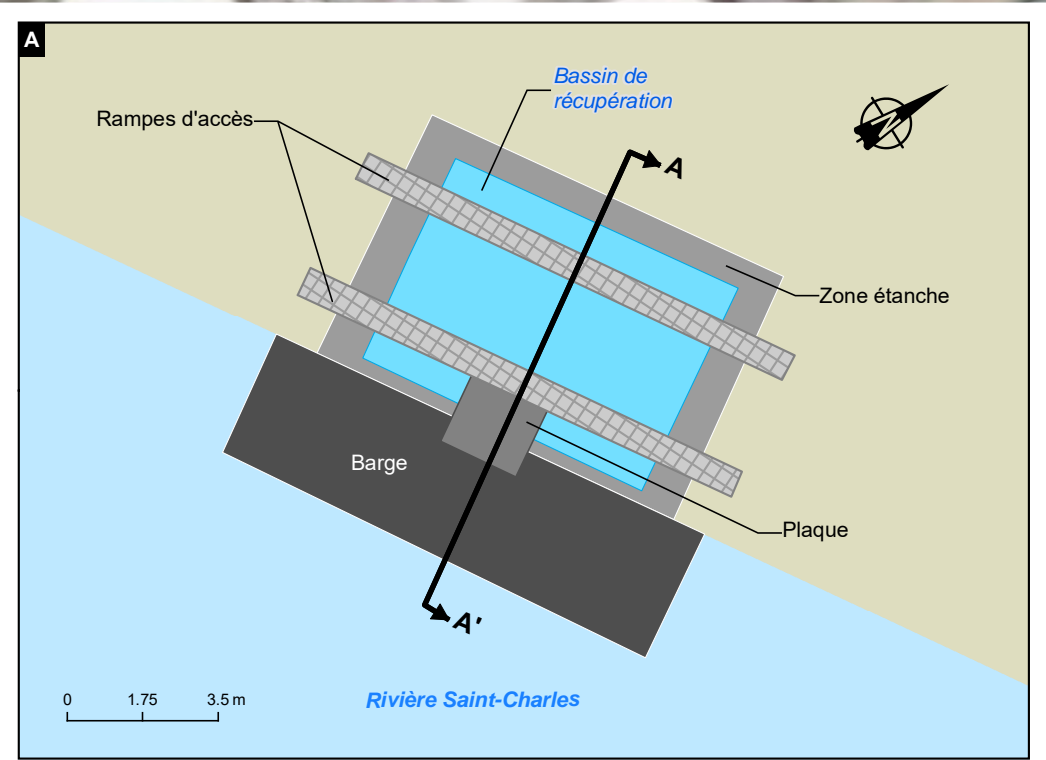 A
Bassin de
récupération
Rampes d'accès
A
Zone étanche
Barge
Plaque
A'
0 1.75 3.5 m
Rivière Saint-Charles